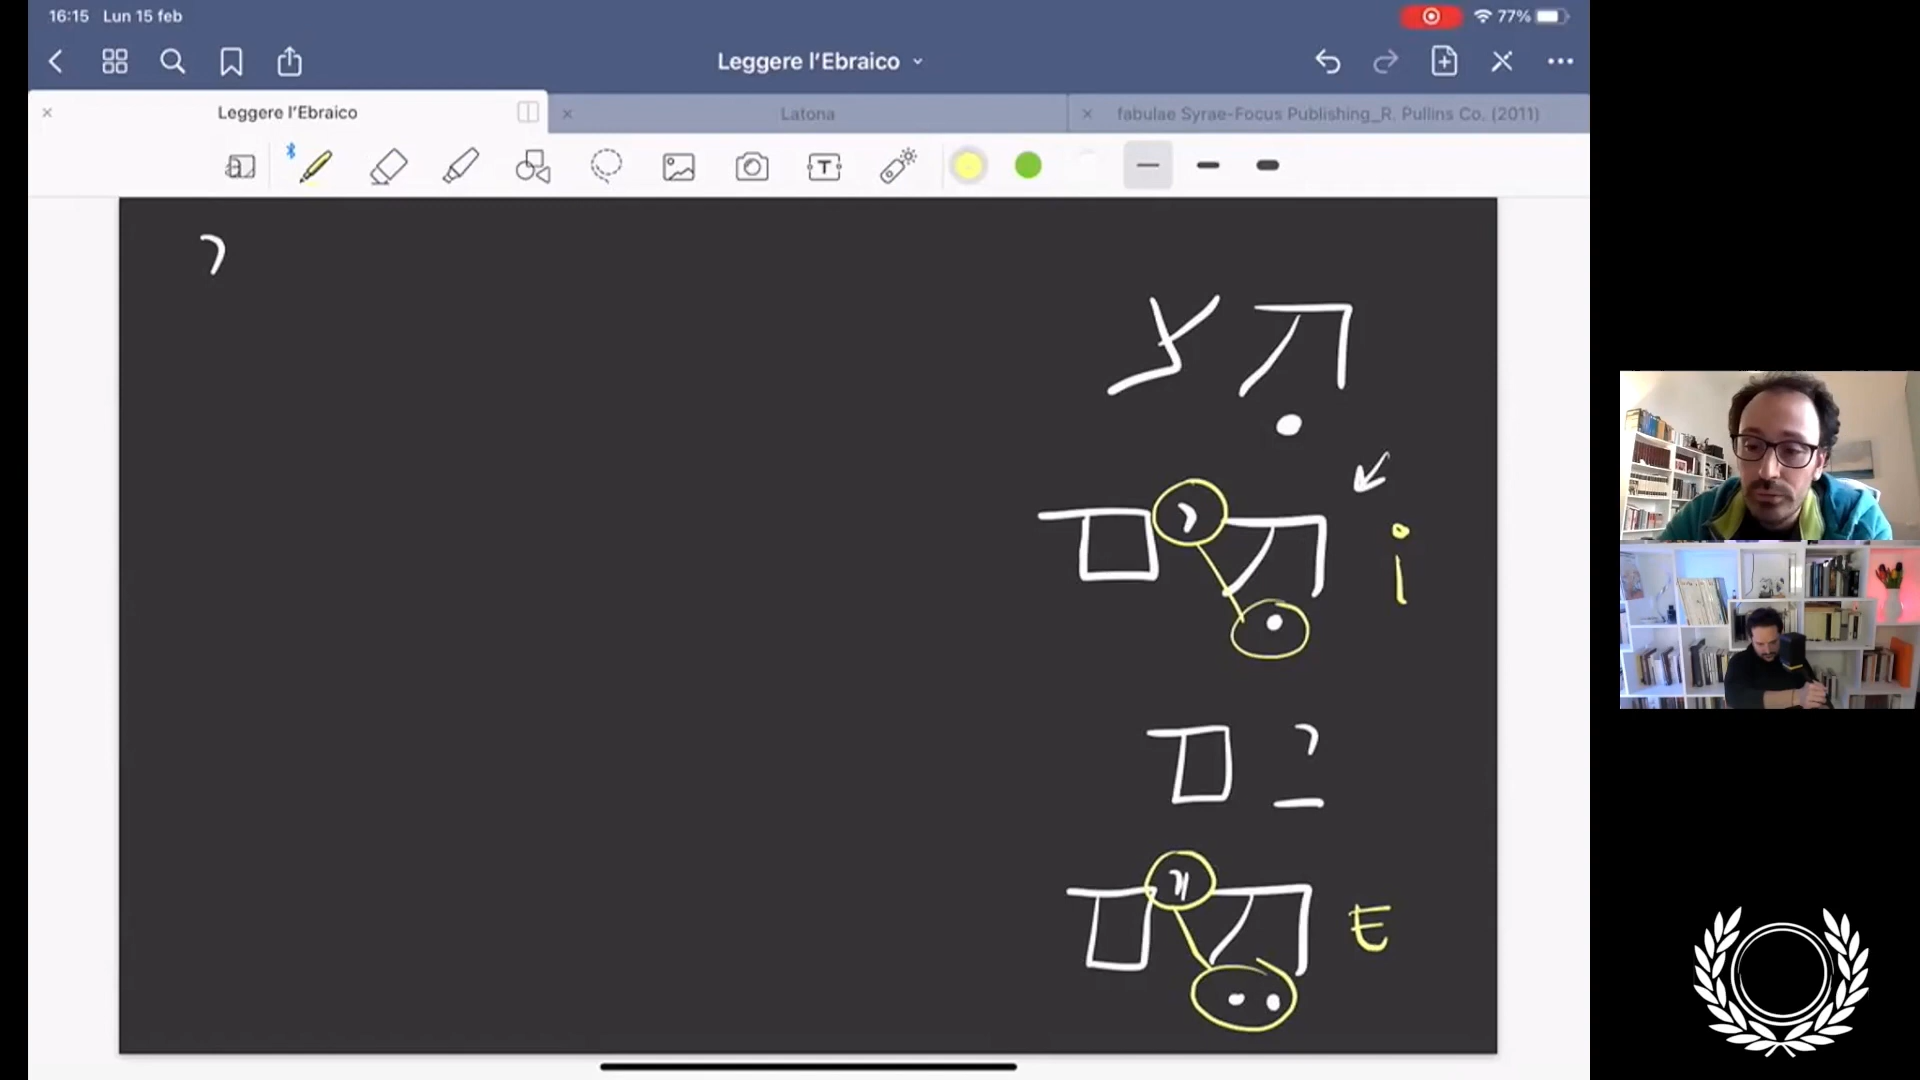 16:15 Lun 15 feb 77%
Leggere l'Ebraico
Leggere l'Ebraico Latona fabulae Syrae-Focus Publishing_R. Pullins Co. (2011)
T
י
i
יַם
E